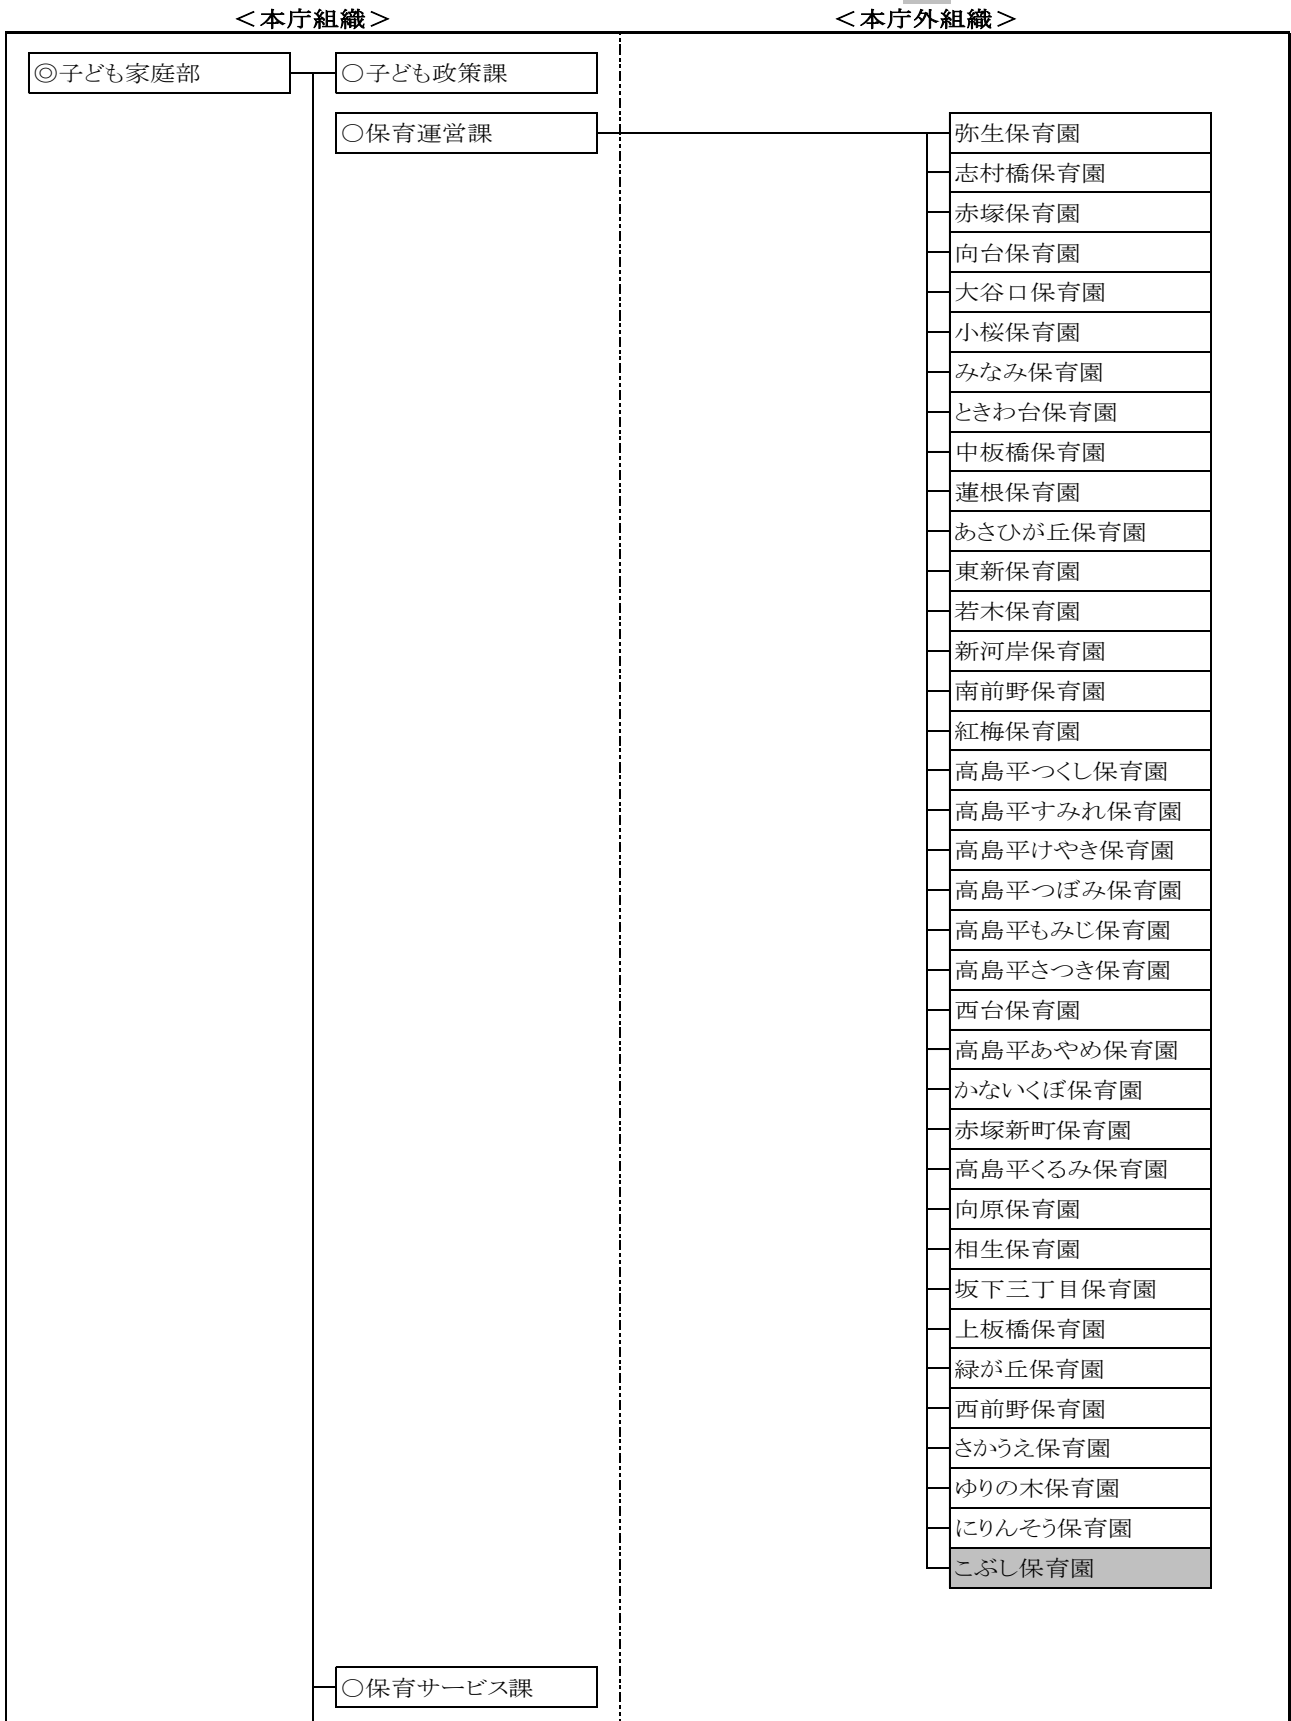 ＜本庁組織＞
＜本庁外組織＞
◎子ども家庭部
○子ども政策課
○保育運営課
弥生保育園
志村橋保育園
赤塚保育園
向台保育園
大谷口保育園
小桜保育園
みなみ保育園
ときわ台保育園
中板橋保育園
蓮根保育園
あさひが丘保育園
東新保育園
若木保育園
新河岸保育園
南前野保育園
紅梅保育園
高島平つくし保育園
高島平すみれ保育園
高島平けやき保育園
高島平つぼみ保育園
高島平もみじ保育園
高島平さつき保育園
西台保育園
高島平あやめ保育園
かないくぼ保育園
赤塚新町保育園
高島平くるみ保育園
向原保育園
相生保育園
坂下三丁目保育園
上板橋保育園
緑が丘保育園
西前野保育園
さかうえ保育園
ゆりの木保育園
にりんそう保育園
こぶし保育園
○保育サービス課